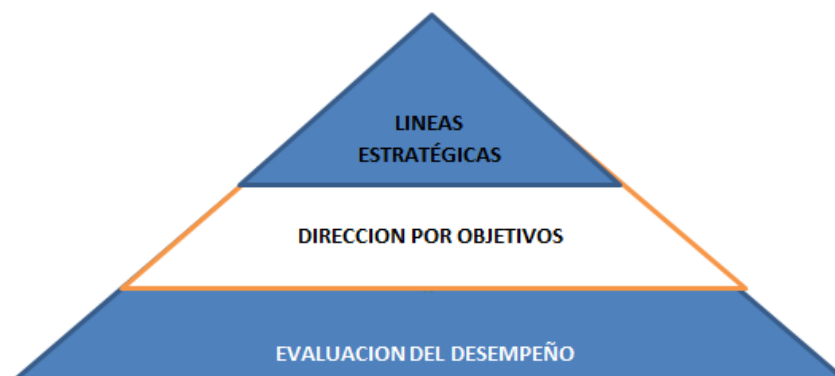 LINEAS
ESTRATÉGICAS
DIRECCION POR OBJETIVOS
EVALUACION DEL DESEMPEÑO